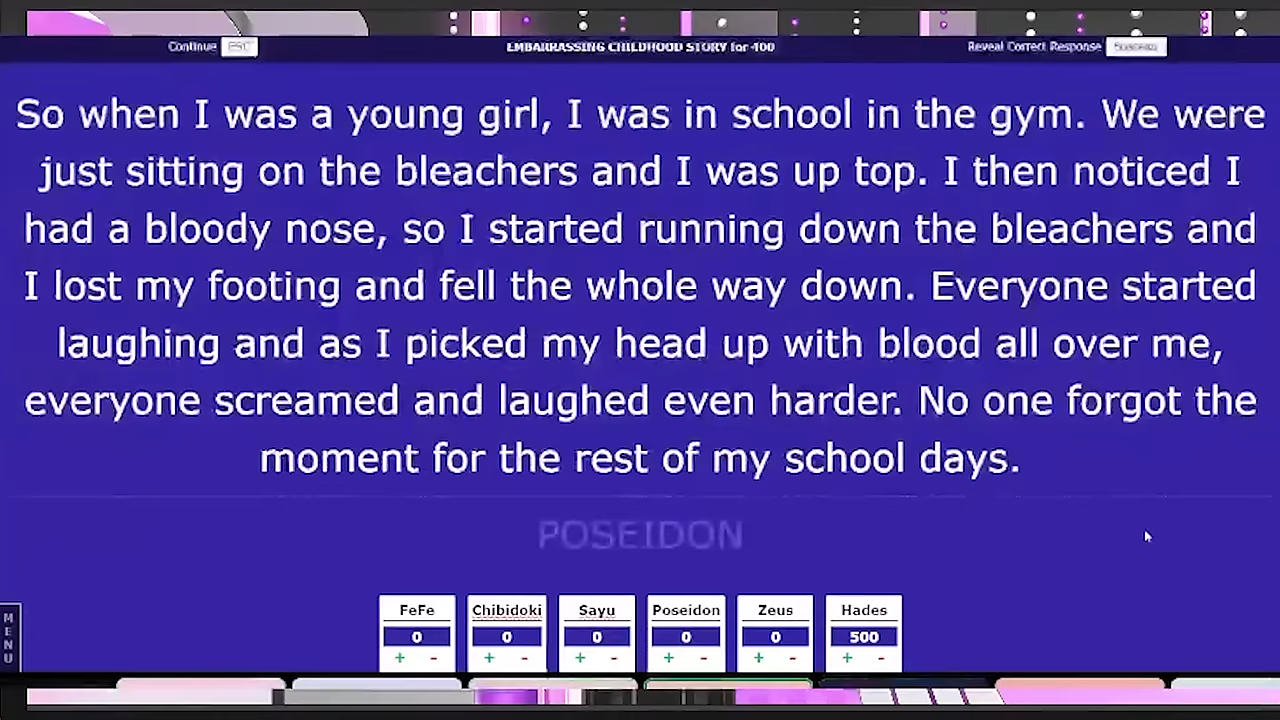 Continue ESC EMBARRASSING CHILDHOOD STORY for 400 Reveal Correct Response Spacebar
So when I was a young girl, I was in school in the gym. We were
just sitting on the bleachers and I was up top. I then noticed I
had a bloody nose, so I started running down the bleachers and
I lost my footing and fell the whole way down. Everyone started
laughing and as I picked my head up with blood all over me,
everyone screamed and laughed even harder. No one forgot the
moment for the rest of my school days.
POSEIDON
MENU
FeFe Chibidoki Sayu Poseidon Zeus Hades
0 0 0 0 0 500
+ - + - + - + - + - + -